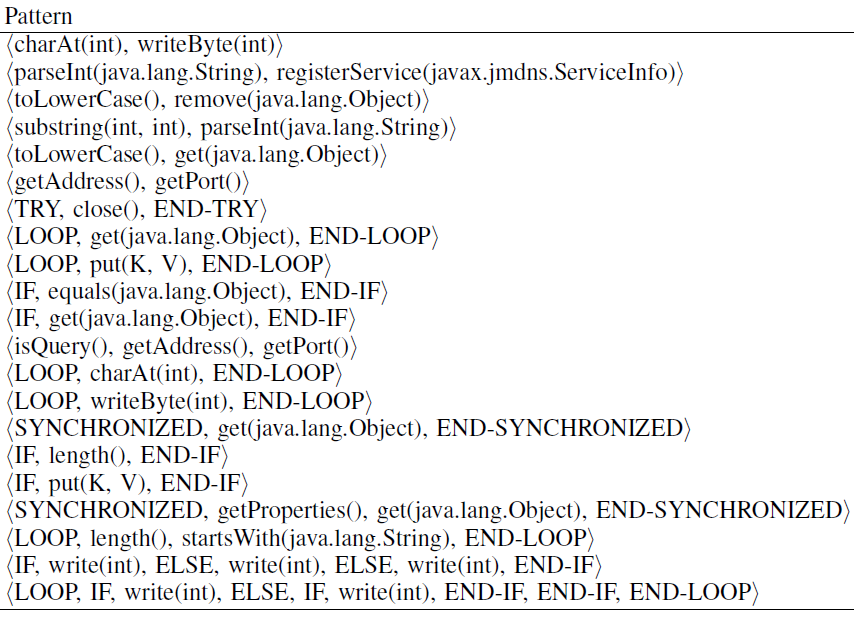 Pattern
⟨charAt(int), writeByte(int)⟩
⟨parseInt(java.lang.String), registerService(javax.jmdns.ServiceInfo)⟩
⟨toLowerCase(), remove(java.lang.Object)⟩
⟨substring(int, int), parseInt(java.lang.String)⟩
⟨toLowerCase(), get(java.lang.Object)⟩
⟨getAddress(), getPort()⟩
⟨TRY, close(), END-TRY⟩
⟨LOOP, get(java.lang.Object), END-LOOP⟩
⟨LOOP, put(K, V), END-LOOP⟩
⟨IF, equals(java.lang.Object), END-IF⟩
⟨IF, get(java.lang.Object), END-IF⟩
⟨isQuery(), getAddress(), getPort()⟩
⟨LOOP, charAt(int), END-LOOP⟩
⟨LOOP, writeByte(int), END-LOOP⟩
⟨SYNCHRONIZED, get(java.lang.Object), END-SYNCHRONIZED⟩
⟨IF, length(), END-IF⟩
⟨IF, put(K, V), END-IF⟩
⟨SYNCHRONIZED, getProperties(), get(java.lang.Object), END-SYNCHRONIZED⟩
⟨LOOP, length(), startsWith(java.lang.String), END-LOOP⟩
⟨IF, write(int), ELSE, write(int), ELSE, write(int), END-IF⟩
⟨LOOP, IF, write(int), ELSE, IF, write(int), END-IF, END-IF, END-LOOP⟩